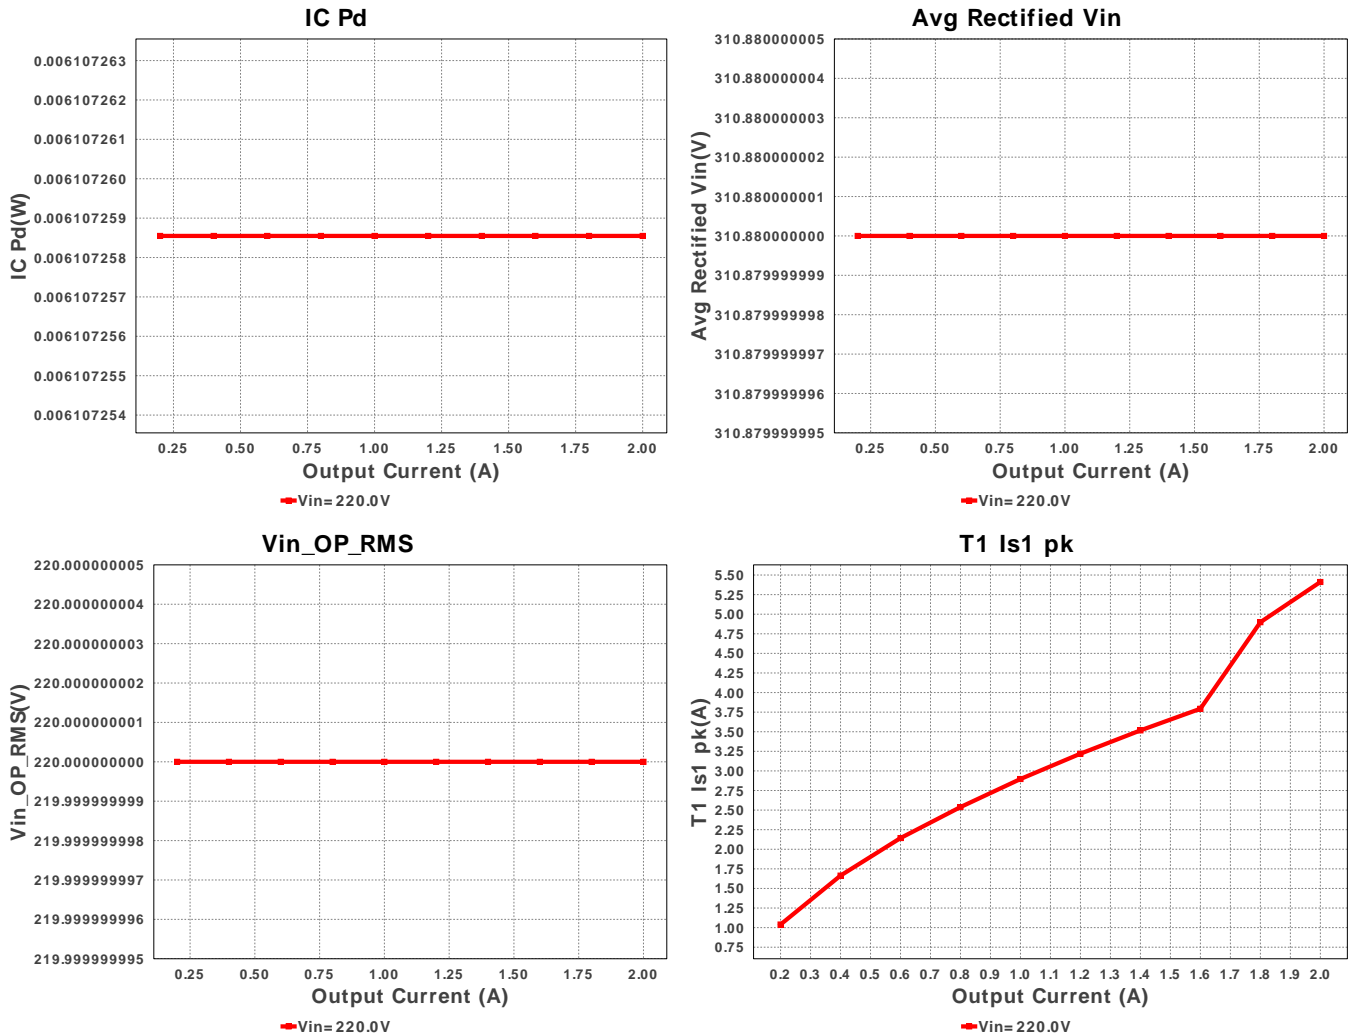 IC Pd
0.006107263
0.006107262
0.006107261
0.006107260
0.006107259
0.006107258
0.006107257
0.006107256
0.006107255
0.006107254
IC Pd(W)
0.25 0.50 0.75 1.00 1.25 1.50 1.75 2.00
Output Current (A)
Vin=220.0V
Avg Rectified Vin
310.880000005
310.880000004
310.880000003
310.880000002
310.880000001
310.880000000
310.879999999
310.879999998
310.879999997
310.879999996
310.879999995
Avg Rectified Vin(V)
0.25 0.50 0.75 1.00 1.25 1.50 1.75 2.00
Output Current (A)
Vin=220.0V
Vin_OP_RMS
220.000000005
220.000000004
220.000000003
220.000000002
220.000000001
220.000000000
219.999999999
219.999999998
219.999999997
219.999999996
219.999999995
Vin_OP_RMS(V)
0.25 0.50 0.75 1.00 1.25 1.50 1.75 2.00
Output Current (A)
Vin=220.0V
T1 Is1 pk
5.50
5.25
5.00
4.75
4.50
4.25
4.00
3.75
3.50
3.25
3.00
2.75
2.50
2.25
2.00
1.75
1.50
1.25
1.00
0.75
T1 Is1 pk(A)
0.2 0.3 0.4 0.5 0.6 0.7 0.8 0.9 1.0 1.1 1.2 1.3 1.4 1.5 1.6 1.7 1.8 1.9 2.0
Output Current (A)
Vin=220.0V